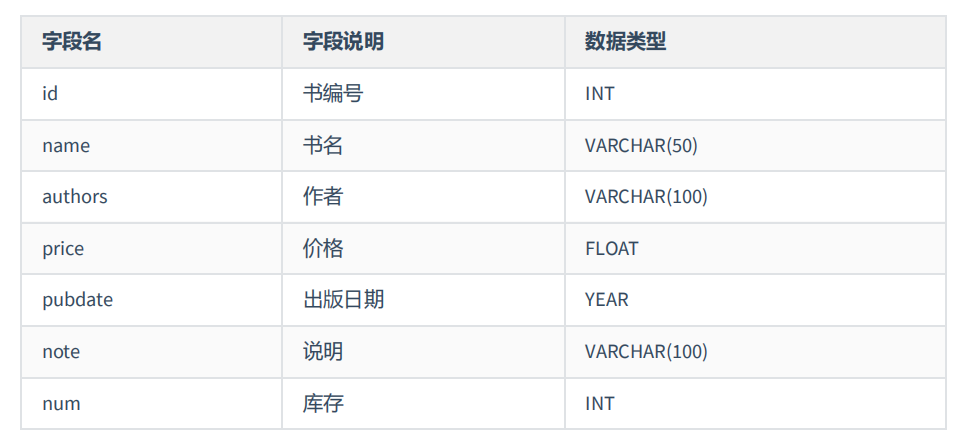 字段名 字段说明 数据类型
id 书编号 INT
name 书名 VARCHAR(50)
authors 作者 VARCHAR(100)
price 价格 FLOAT
pubdate 出版日期 YEAR
note 说明 VARCHAR(100)
num 库存 INT